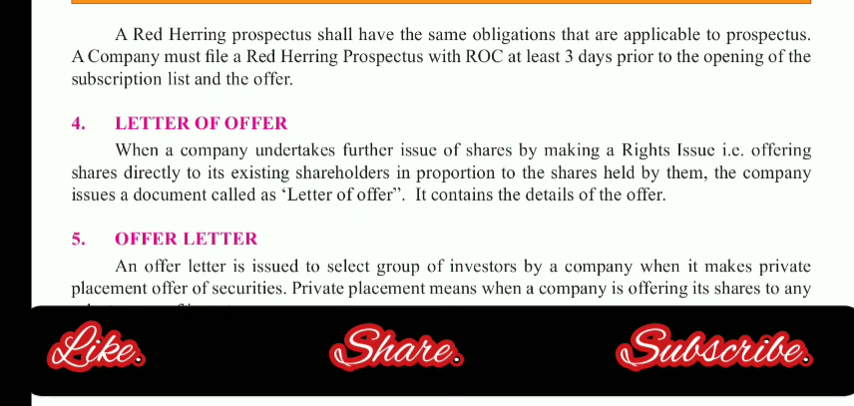 A Red Herring prospectus shall have the same obligations that are applicable to prospectus.
A Company must file a Red Herring Prospectus with ROC at least 3 days prior to the opening of the
subscription list and the offer.
4. LETTER OF OFFER
When a company undertakes further issue of shares by making a Rights Issue i.e. offering
shares directly to its existing shareholders in proportion to the shares held by them, the company
issues a document called as ‘Letter of offer”. It contains the details of the offer.
5. OFFER LETTER
An offer letter is issued to select group of investors by a company when it makes private
placement offer of securities. Private placement means when a company is offering its shares to any
Like. Share. Subscribe.